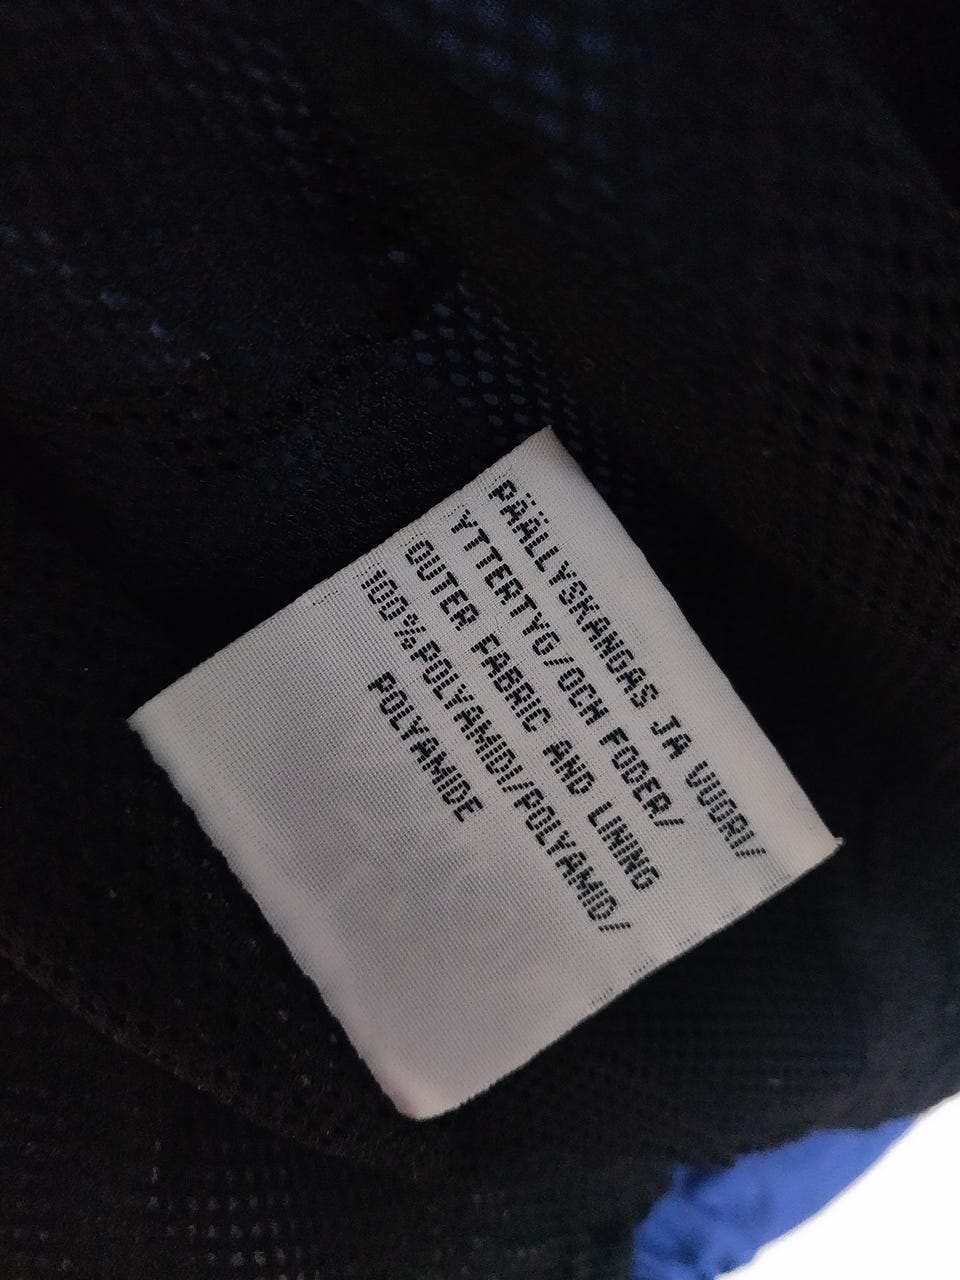 PÄÄLLYSKANGAS JA VUORI/
YTTERTYG/OCH FODER/
OUTER FABRIC AND LINING
100%POLYAMIDI/POLYAMID/
POLYAMIDE